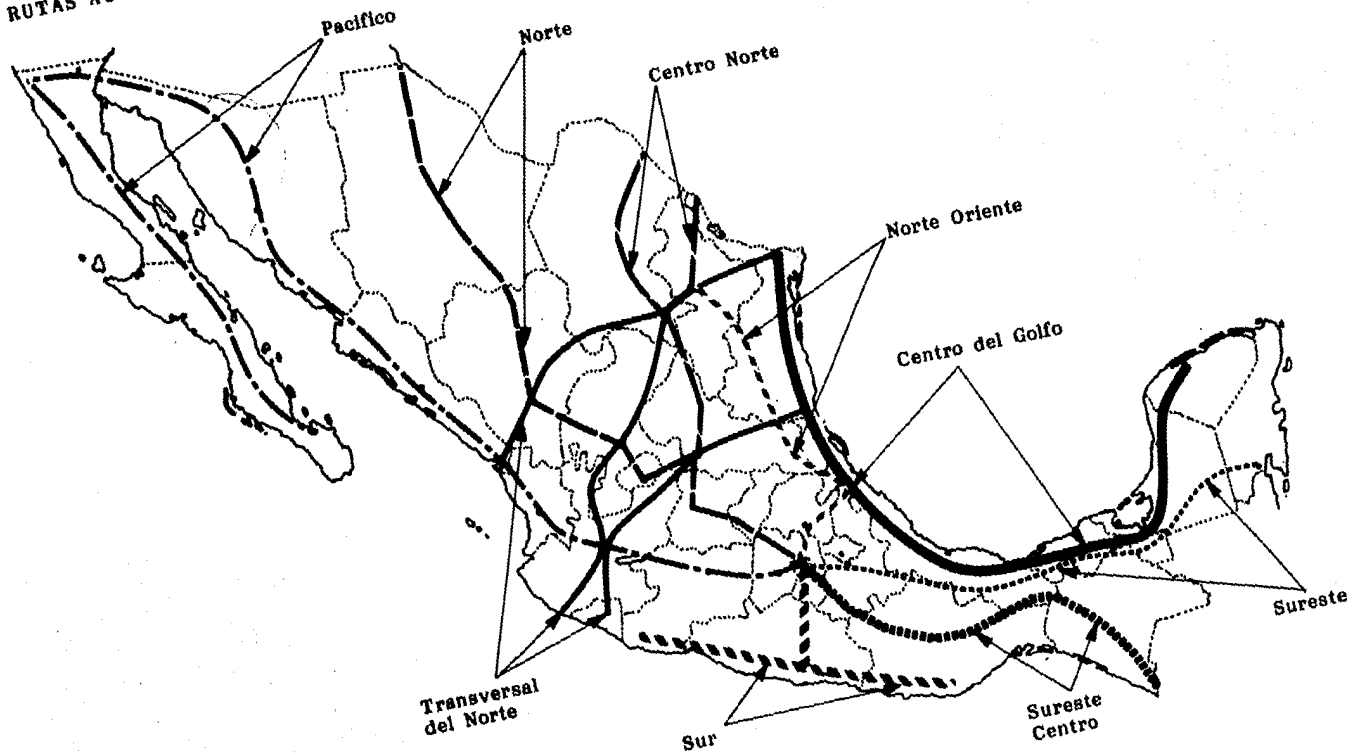 RUTAS
Pacifico
Norte
Centro Norte
Norte Oriente
Centro del Golfo
Sureste
Transversal
del Norte
Sureste
Centro
Sur